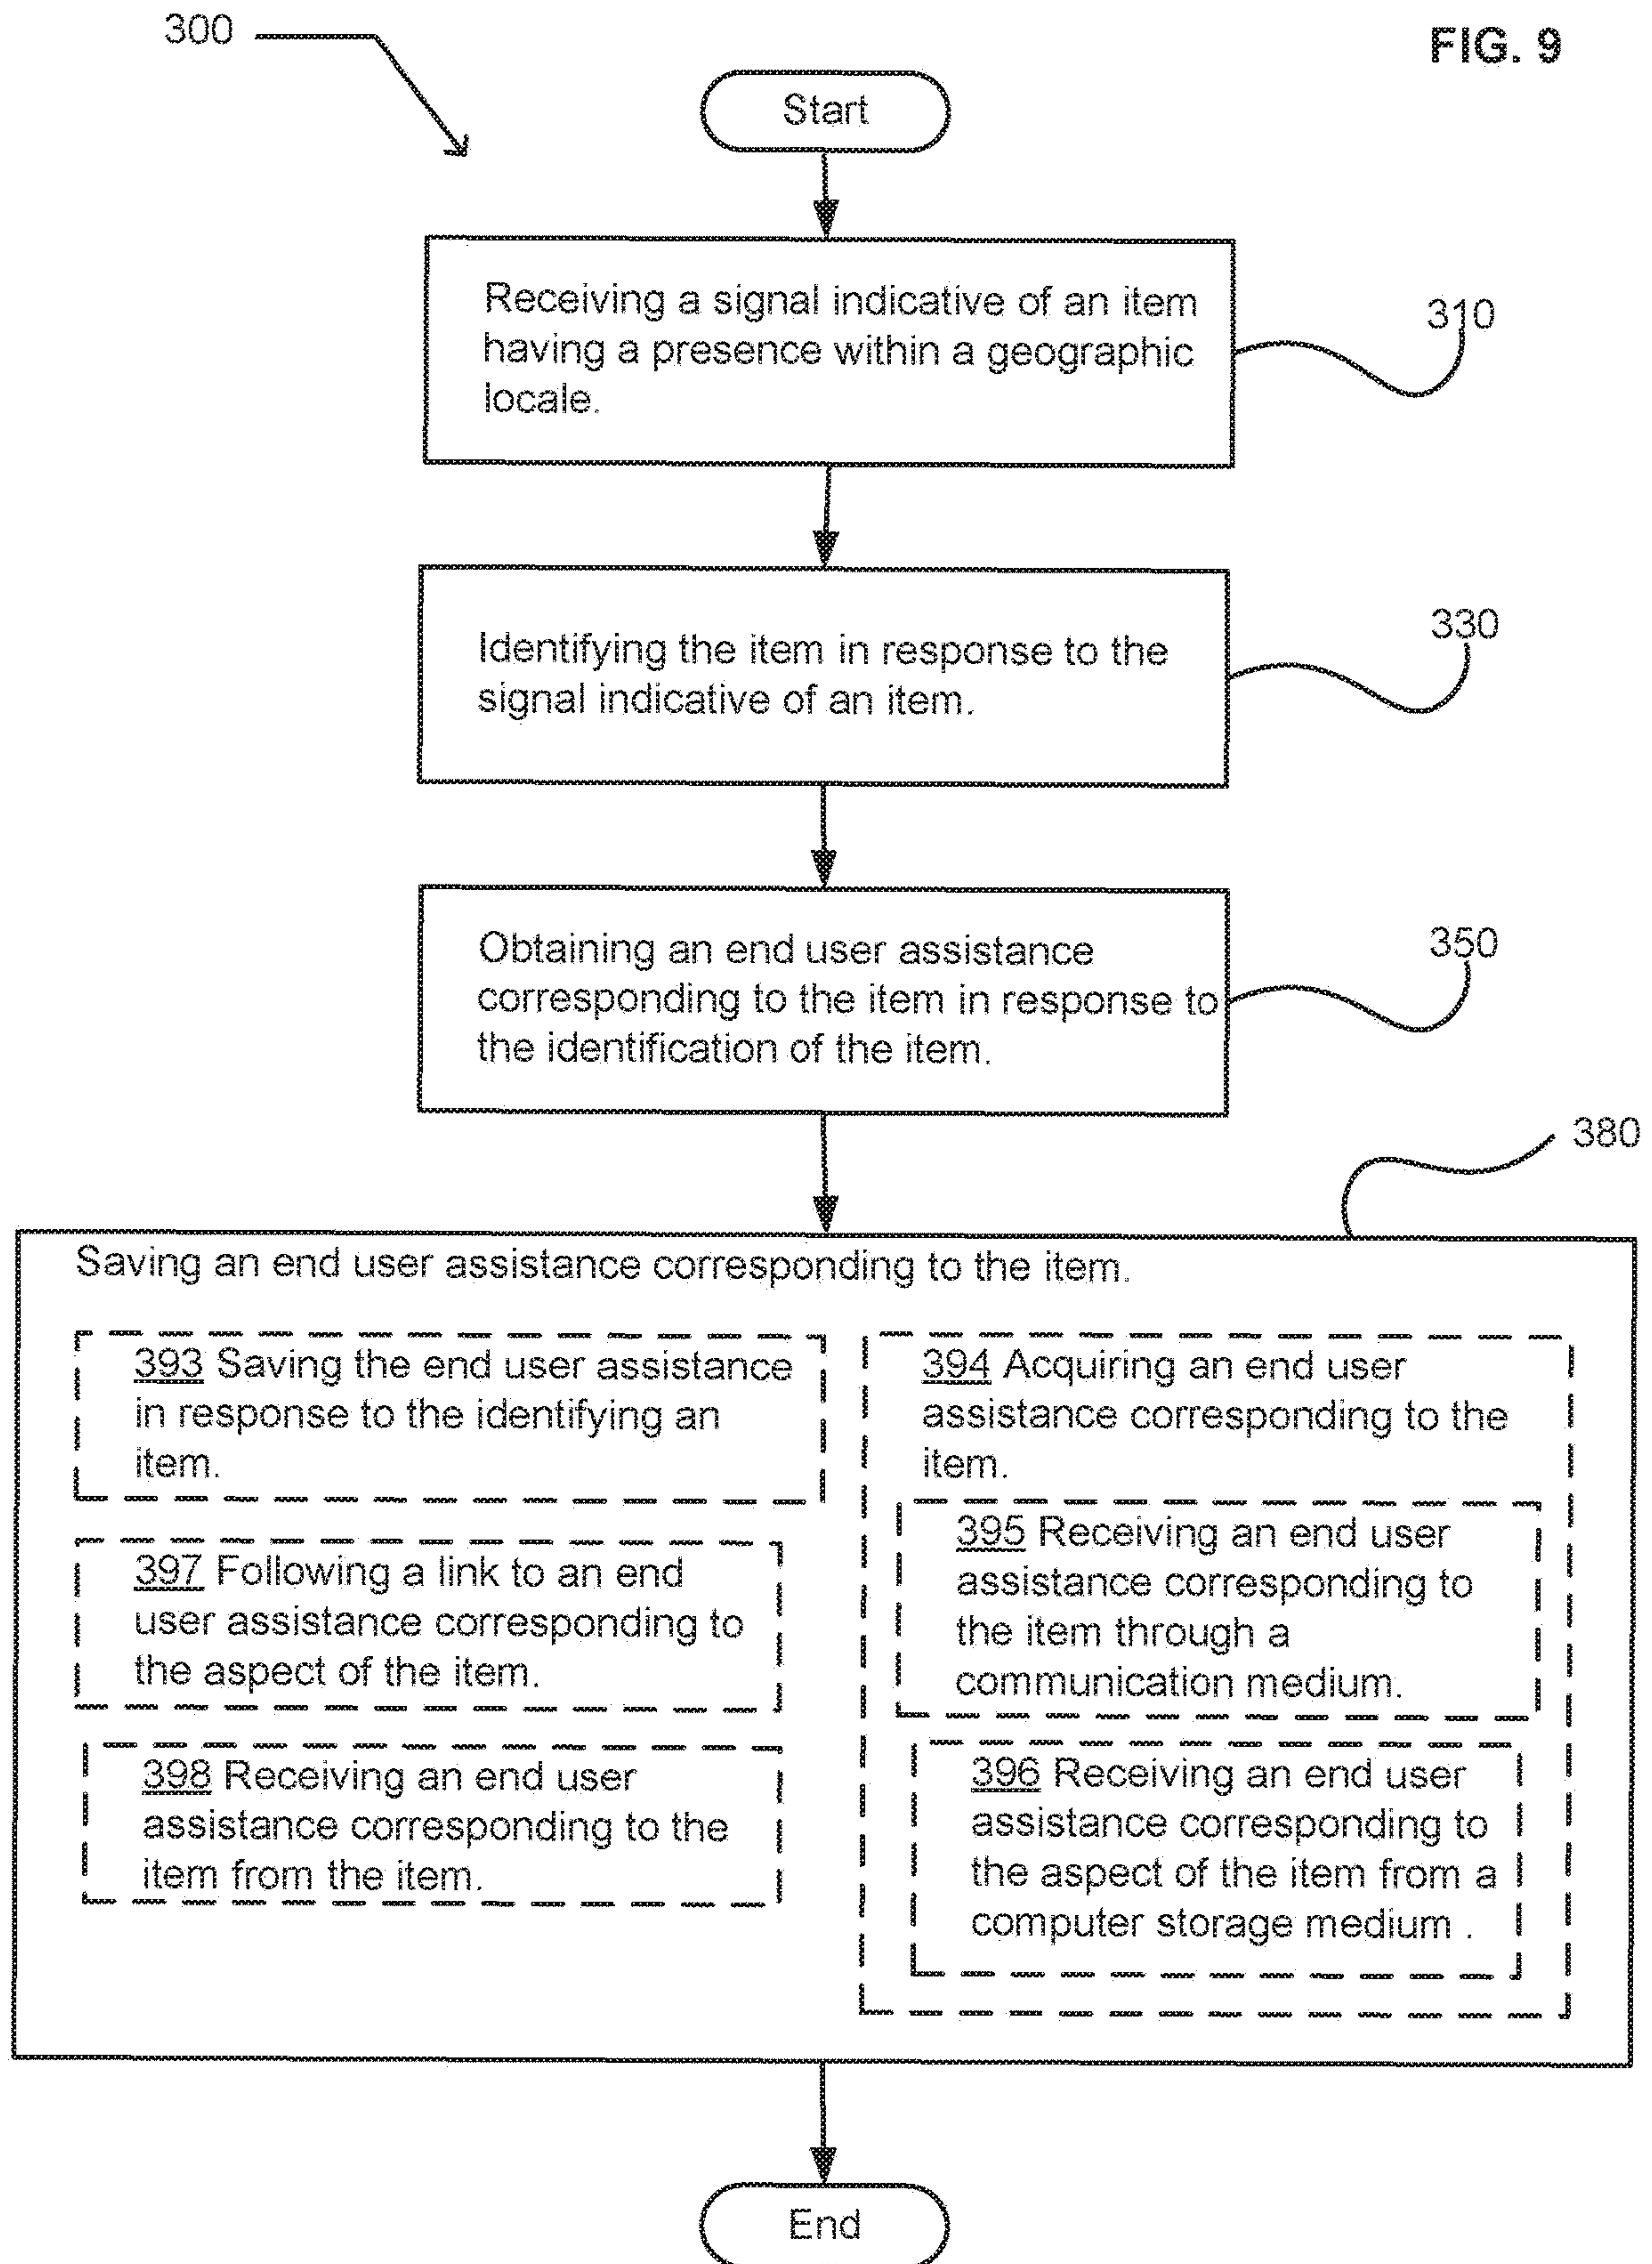 300
FIG. 9
Start
Receiving a signal indicative of an item
having a presence within a geographic
locale.
310
Identifying the item in response to the
signal indicative of an item.
330
Obtaining an end user assistance
corresponding to the item in response to
the identification of the item.
350
380
Saving an end user assistance corresponding to the item.
393 Saving the end user assistance
in response to the identifying an
item.
397 Following a link to an end
user assistance corresponding to
the aspect of the item.
398 Receiving an end user
assistance corresponding to the
item from the item.
394 Acquiring an end user
assistance corresponding to the
item.
395 Receiving an end user
assistance corresponding to
the item through a
communication medium.
396 Receiving an end user
assistance corresponding to
the aspect of the item from a
computer storage medium .
End